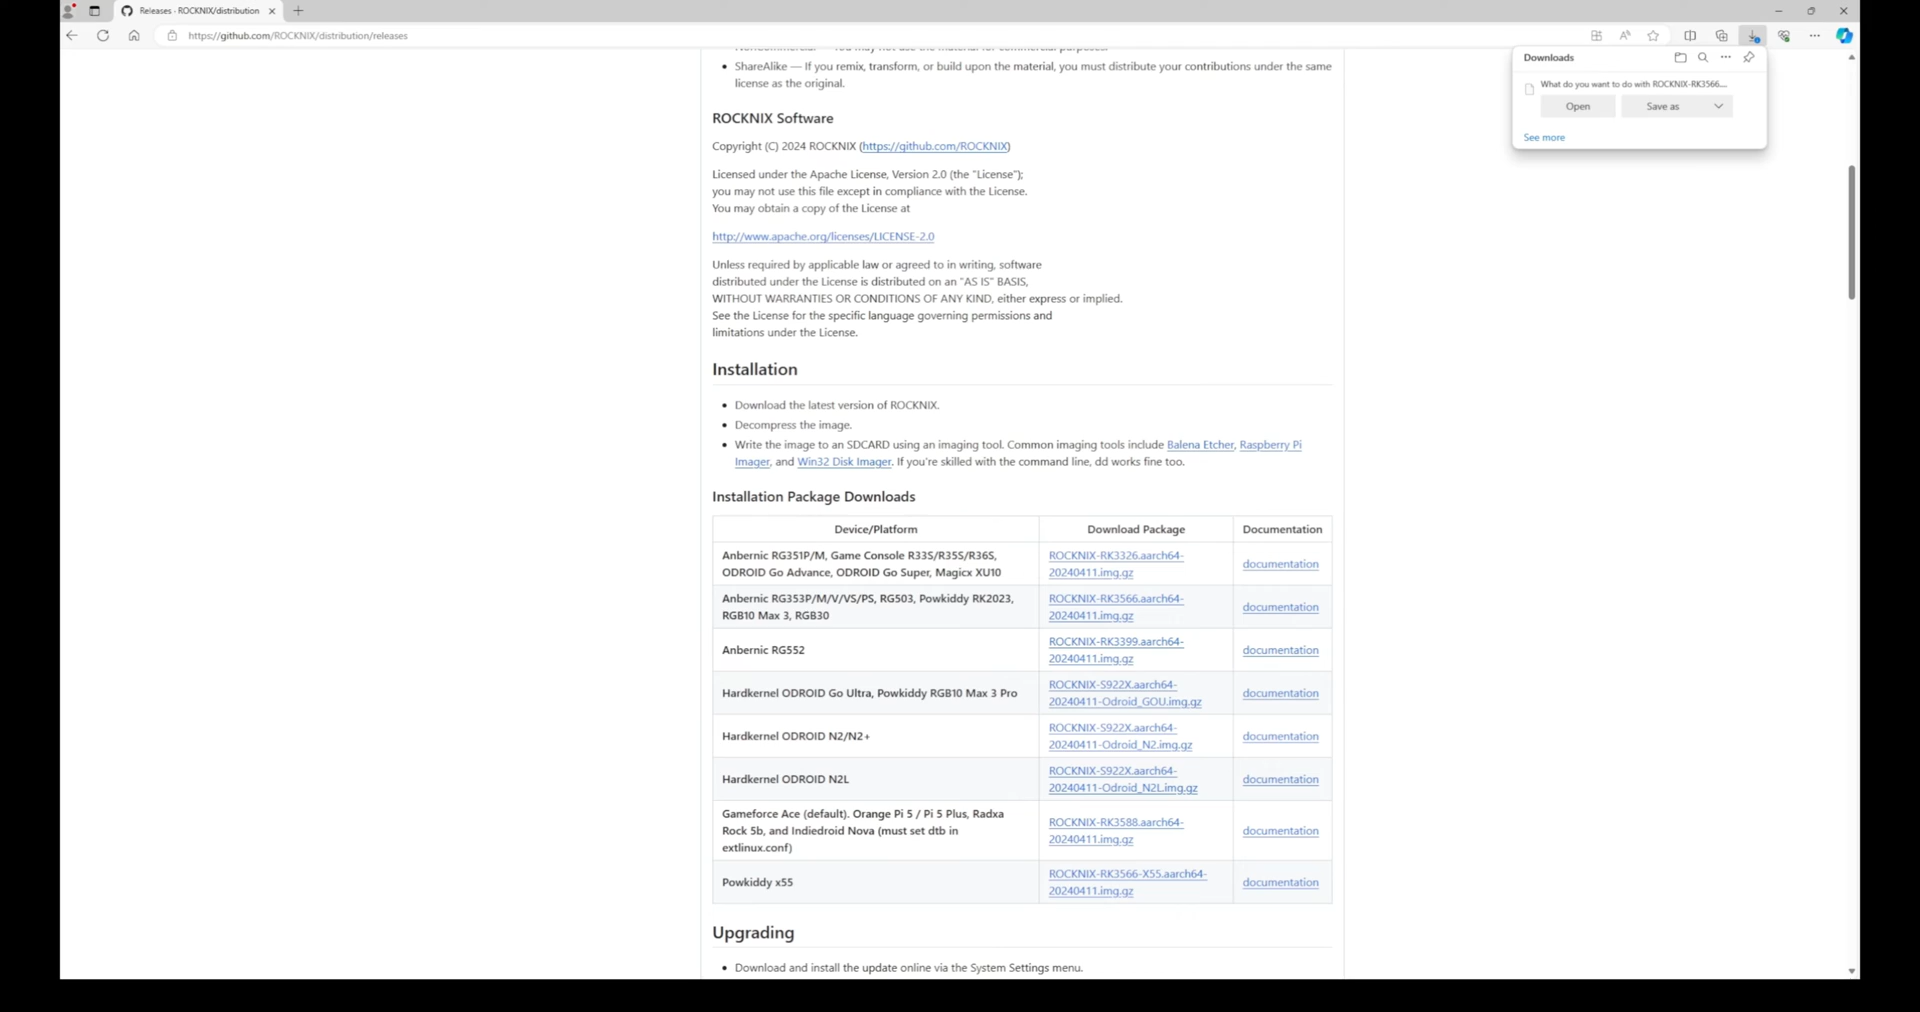 Releases · ROCKNIX/distribution
https://github.com/ROCKNIX/distribution/releases
Downloads
What do you want to do with ROCKNIX-RK3566....
Open
Save as
See more
NonCommercial — You may not use the material for commercial purposes.
ShareAlike — If you remix, transform, or build upon the material, you must distribute your contributions under the same
license as the original.
ROCKNIX Software
Copyright (C) 2024 ROCKNIX (https://github.com/ROCKNIX)
Licensed under the Apache License, Version 2.0 (the "License");
you may not use this file except in compliance with the License.
You may obtain a copy of the License at
http://www.apache.org/licenses/LICENSE-2.0
Unless required by applicable law or agreed to in writing, software
distributed under the License is distributed on an "AS IS" BASIS,
WITHOUT WARRANTIES OR CONDITIONS OF ANY KIND, either express or implied.
See the License for the specific language governing permissions and
limitations under the License.
Installation
Download the latest version of ROCKNIX.
Decompress the image.
Write the image to an SDCARD using an imaging tool. Common imaging tools include Balena Etcher, Raspberry Pi
Imager, and Win32 Disk Imager. If you're skilled with the command line, dd works fine too.
Installation Package Downloads
Device/Platform Download Package Documentation
Anbernic RG351P/M, Game Console R33S/R35S/R36S,
ODROID Go Advance, ODROID Go Super, Magicx XU10
ROCKNIX-RK3326.aarch64-
20240411.img.gz
documentation
Anbernic RG353P/M/V/VS/PS, RG503, Powkiddy RK2023,
RGB10 Max 3, RGB30
ROCKNIX-RK3566.aarch64-
20240411.img.gz
documentation
Anbernic RG552
ROCKNIX-RK3399.aarch64-
20240411.img.gz
documentation
Hardkernel ODROID Go Ultra, Powkiddy RGB10 Max 3 Pro
ROCKNIX-S922X.aarch64-
20240411-Odroid_GOU.img.gz
documentation
Hardkernel ODROID N2/N2+
ROCKNIX-S922X.aarch64-
20240411-Odroid_N2.img.gz
documentation
Hardkernel ODROID N2L
ROCKNIX-S922X.aarch64-
20240411-Odroid_N2L.img.gz
documentation
Gameforce Ace (default). Orange Pi 5 / Pi 5 Plus, Radxa
Rock 5b, and Indiedroid Nova (must set dtb in
extlinux.conf)
ROCKNIX-RK3588.aarch64-
20240411.img.gz
documentation
Powkiddy x55
ROCKNIX-RK3566-X55.aarch64-
20240411.img.gz
documentation
Upgrading
Download and install the update online via the System Settings menu.